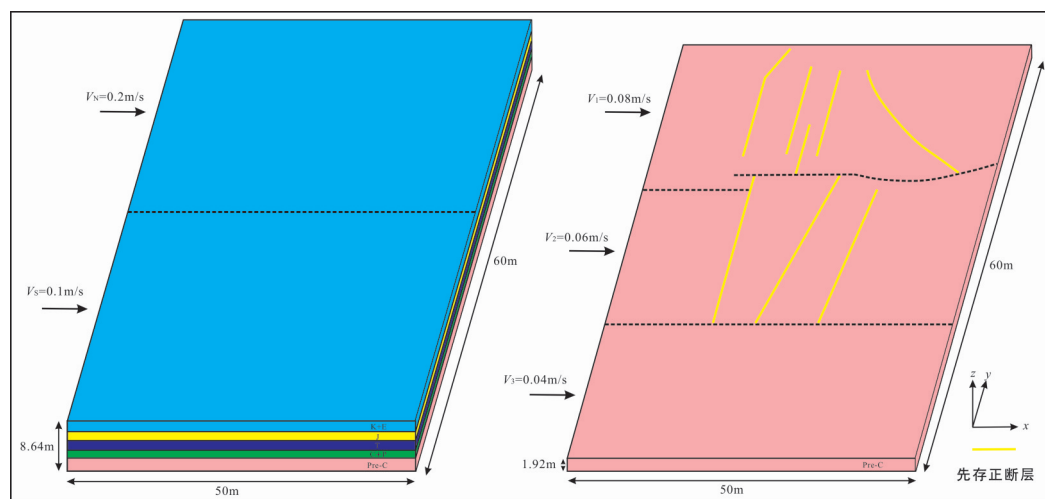 V_N=0.2m/s
V_S=0.1m/s
60m
8.64m
K-E
J
Pre-C
50m
V_1=0.08m/s
V_2=0.06m/s
V_3=0.04m/s
60m
1.92m
Pre-C
50m
z
y
x
先存正断层